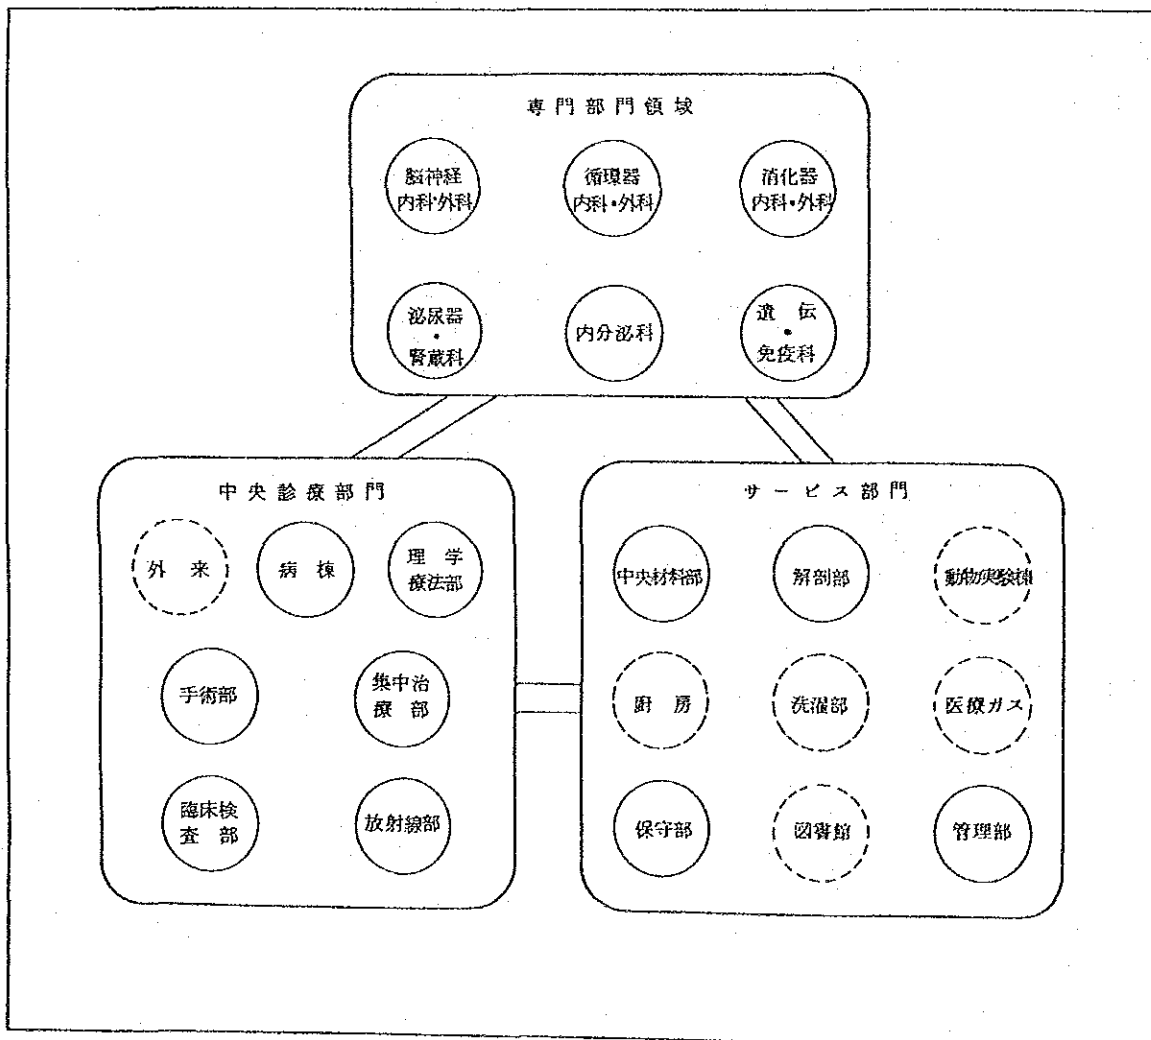 専門部門領域
脳神経
内科・外科
循環器
内科・外科
消化器
内科・外科
泌尿器
・
腎蔵科
内分泌科
遺伝
・
免疫科
中央診療部門
外来
病棟
理学
療法部
手術部
集中治
療部
臨床検
査部
放射線部
サービス部門
中央材料部
解剖部
動物実験棟
廚房
洗濯部
医療ガス
保守部
図書館
管理部